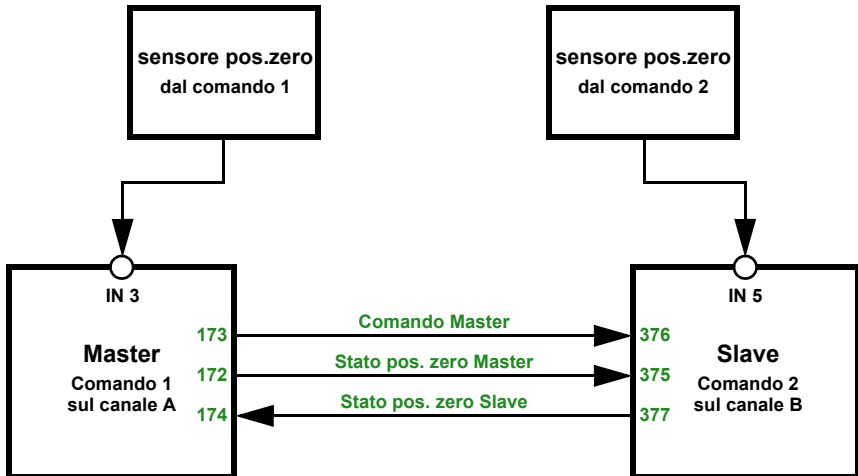 sensore pos.zero
dal comando 1
sensore pos.zero
dal comando 2
IN 3
IN 5
Master
Comando 1
sul canale A
173
172
174
Comando Master
Stato pos. zero Master
Stato pos. zero Slave
376
375
377
Slave
Comando 2
sul canale B